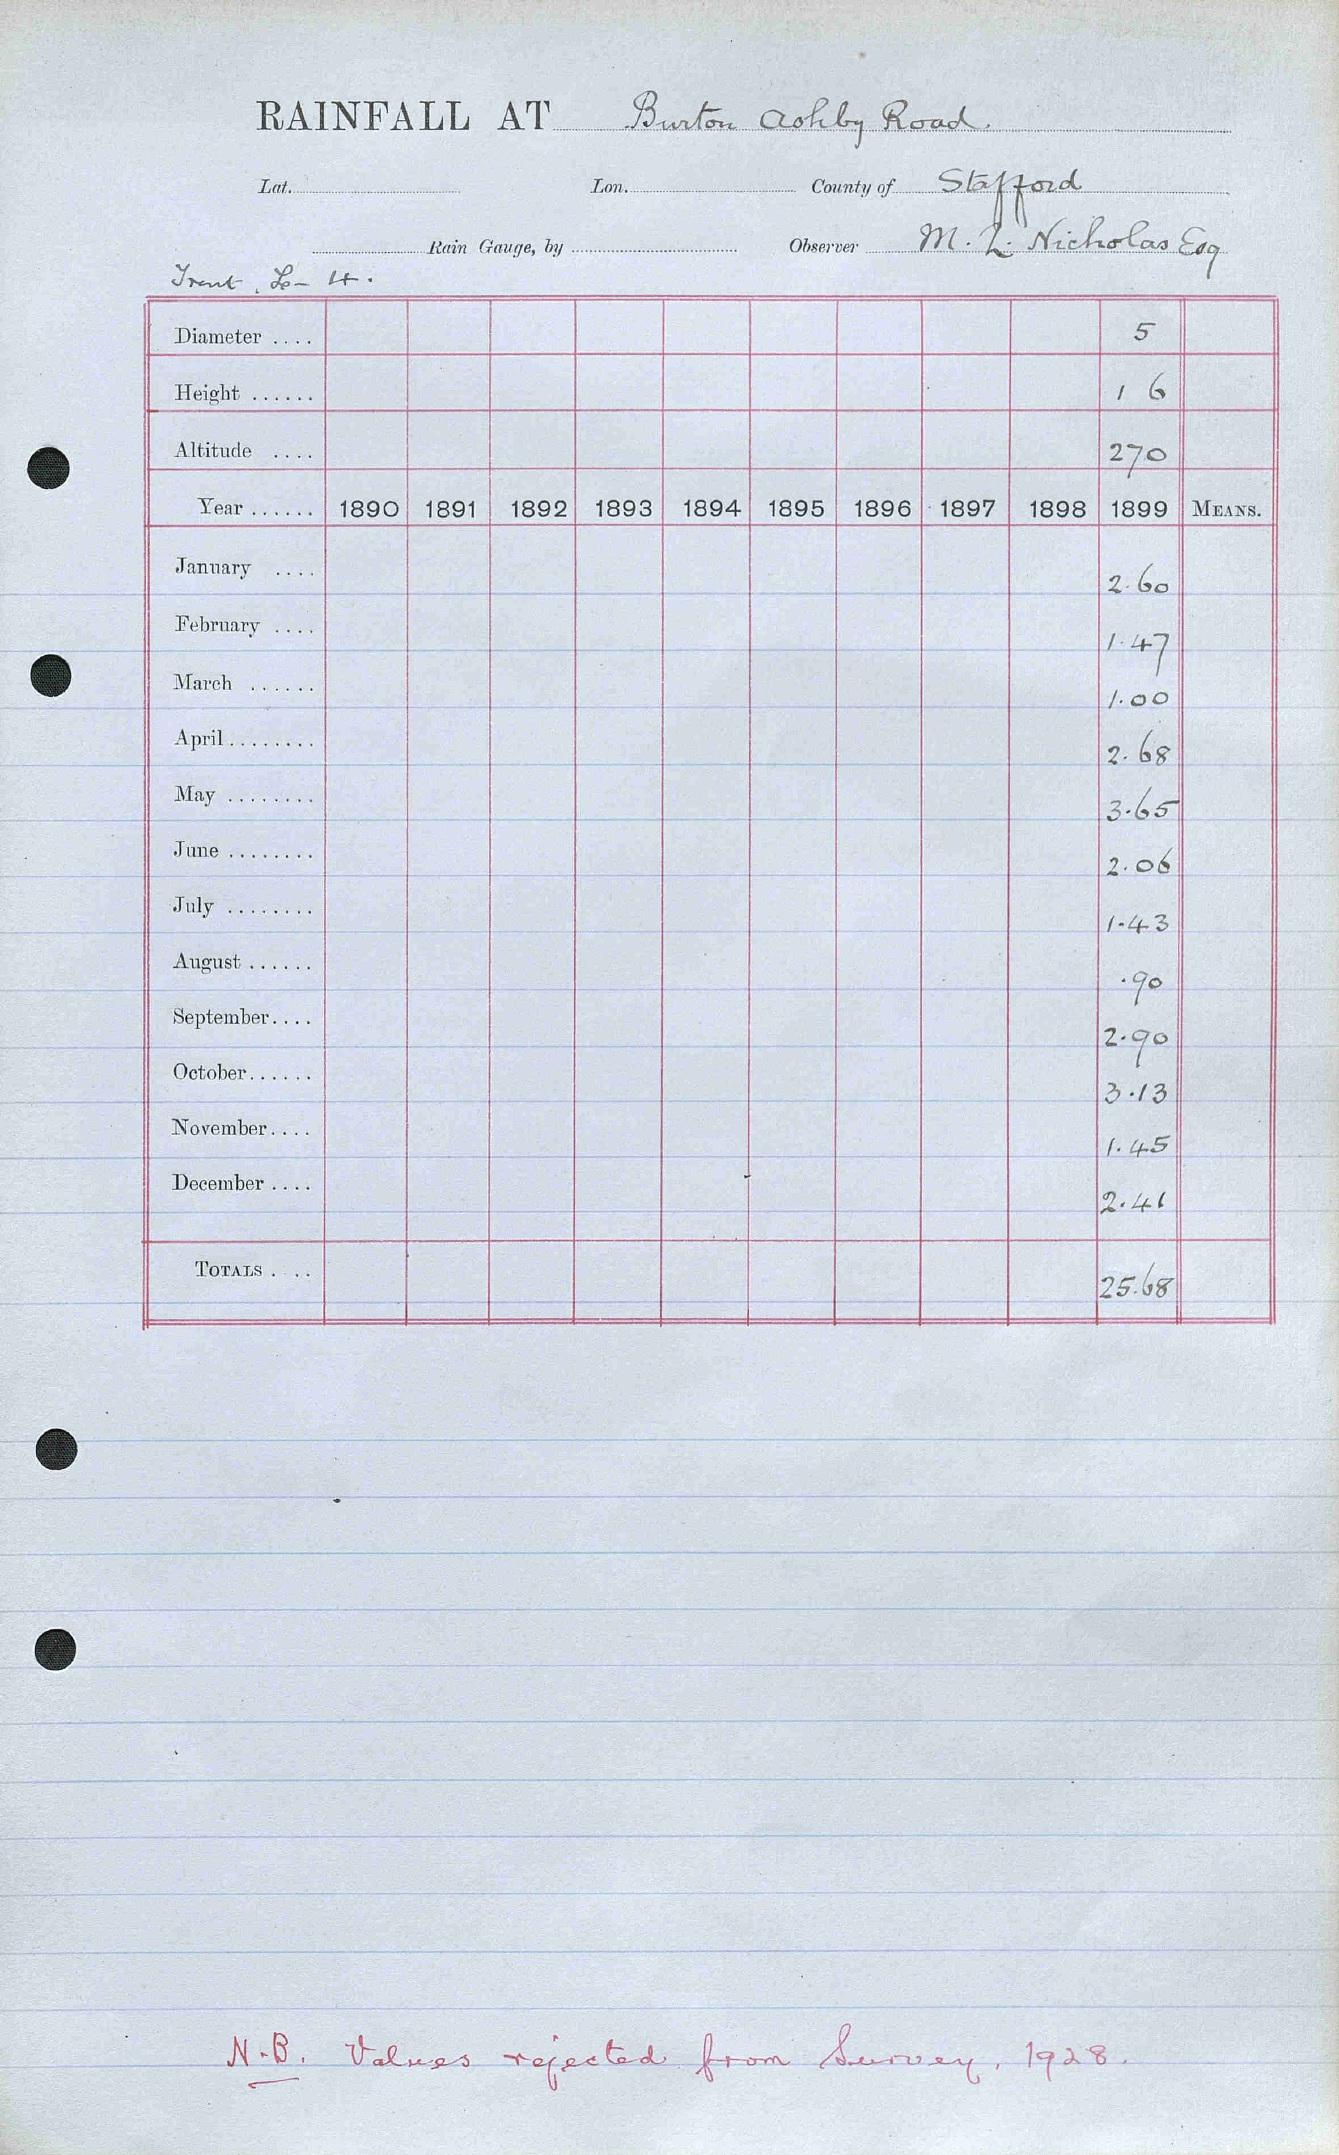 RAINFALL AT Burton Ashby Road
Lat. Lon. County of Stafford
Rain Gauge, by Observer M. L. Nicholas Esq
Trent 4.
Diameter .... 5
Height ...... 1 6
Altitude .... 270
Year ...... 1890 1891 1892 1893 1894 1895 1896 1897 1898 1899 MEANS.
January .... 2.60
February .... 1.47
March ...... 1.00
April ........ 2.68
May ........ 3.65
June ........ 2.06
July ........ 1.43
August ...... .90
September .... 2.90
October ...... 3.13
November .... 1.45
December .... 2.41
TOTALS .... 25.68
N.B. Values rejected from Survey, 1928.